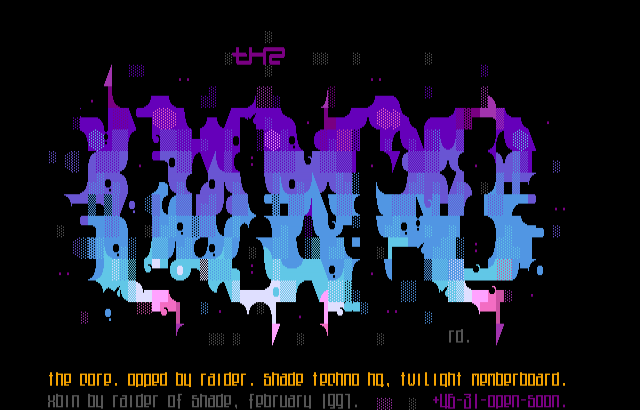 the
rd.
the core. opped by raider. shade techno hq, twilight memberboard.
xbin by raider of shade, february 1997. +46-31-open-soon.